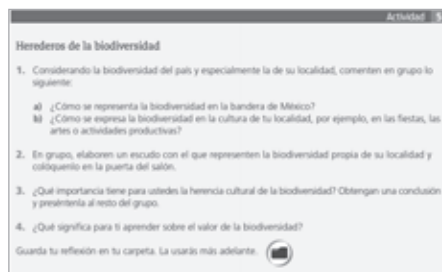 Actividad 5
Herederos de la biodiversidad
1. Considerando la biodiversidad del país y especialmente la de su localidad, comenten en grupo lo
siguiente:
a) ¿Cómo se representa la biodiversidad en la bandera de México?
b) ¿Cómo se expresa la biodiversidad en la cultura de tu localidad, por ejemplo, en las fiestas, las
artes o actividades productivas?
2. En grupo, elaboren un escudo con el que representen la biodiversidad propia de su localidad y
colóquenlo en la puerta del salón.
3. ¿Qué importancia tiene para ustedes la herencia cultural de la biodiversidad? Obtengan una conclusión
y preséntenla al resto del grupo.
4. ¿Qué significa para ti aprender sobre el valor de la biodiversidad?
Guarda tu reflexión en tu carpeta. La usarás más adelante.